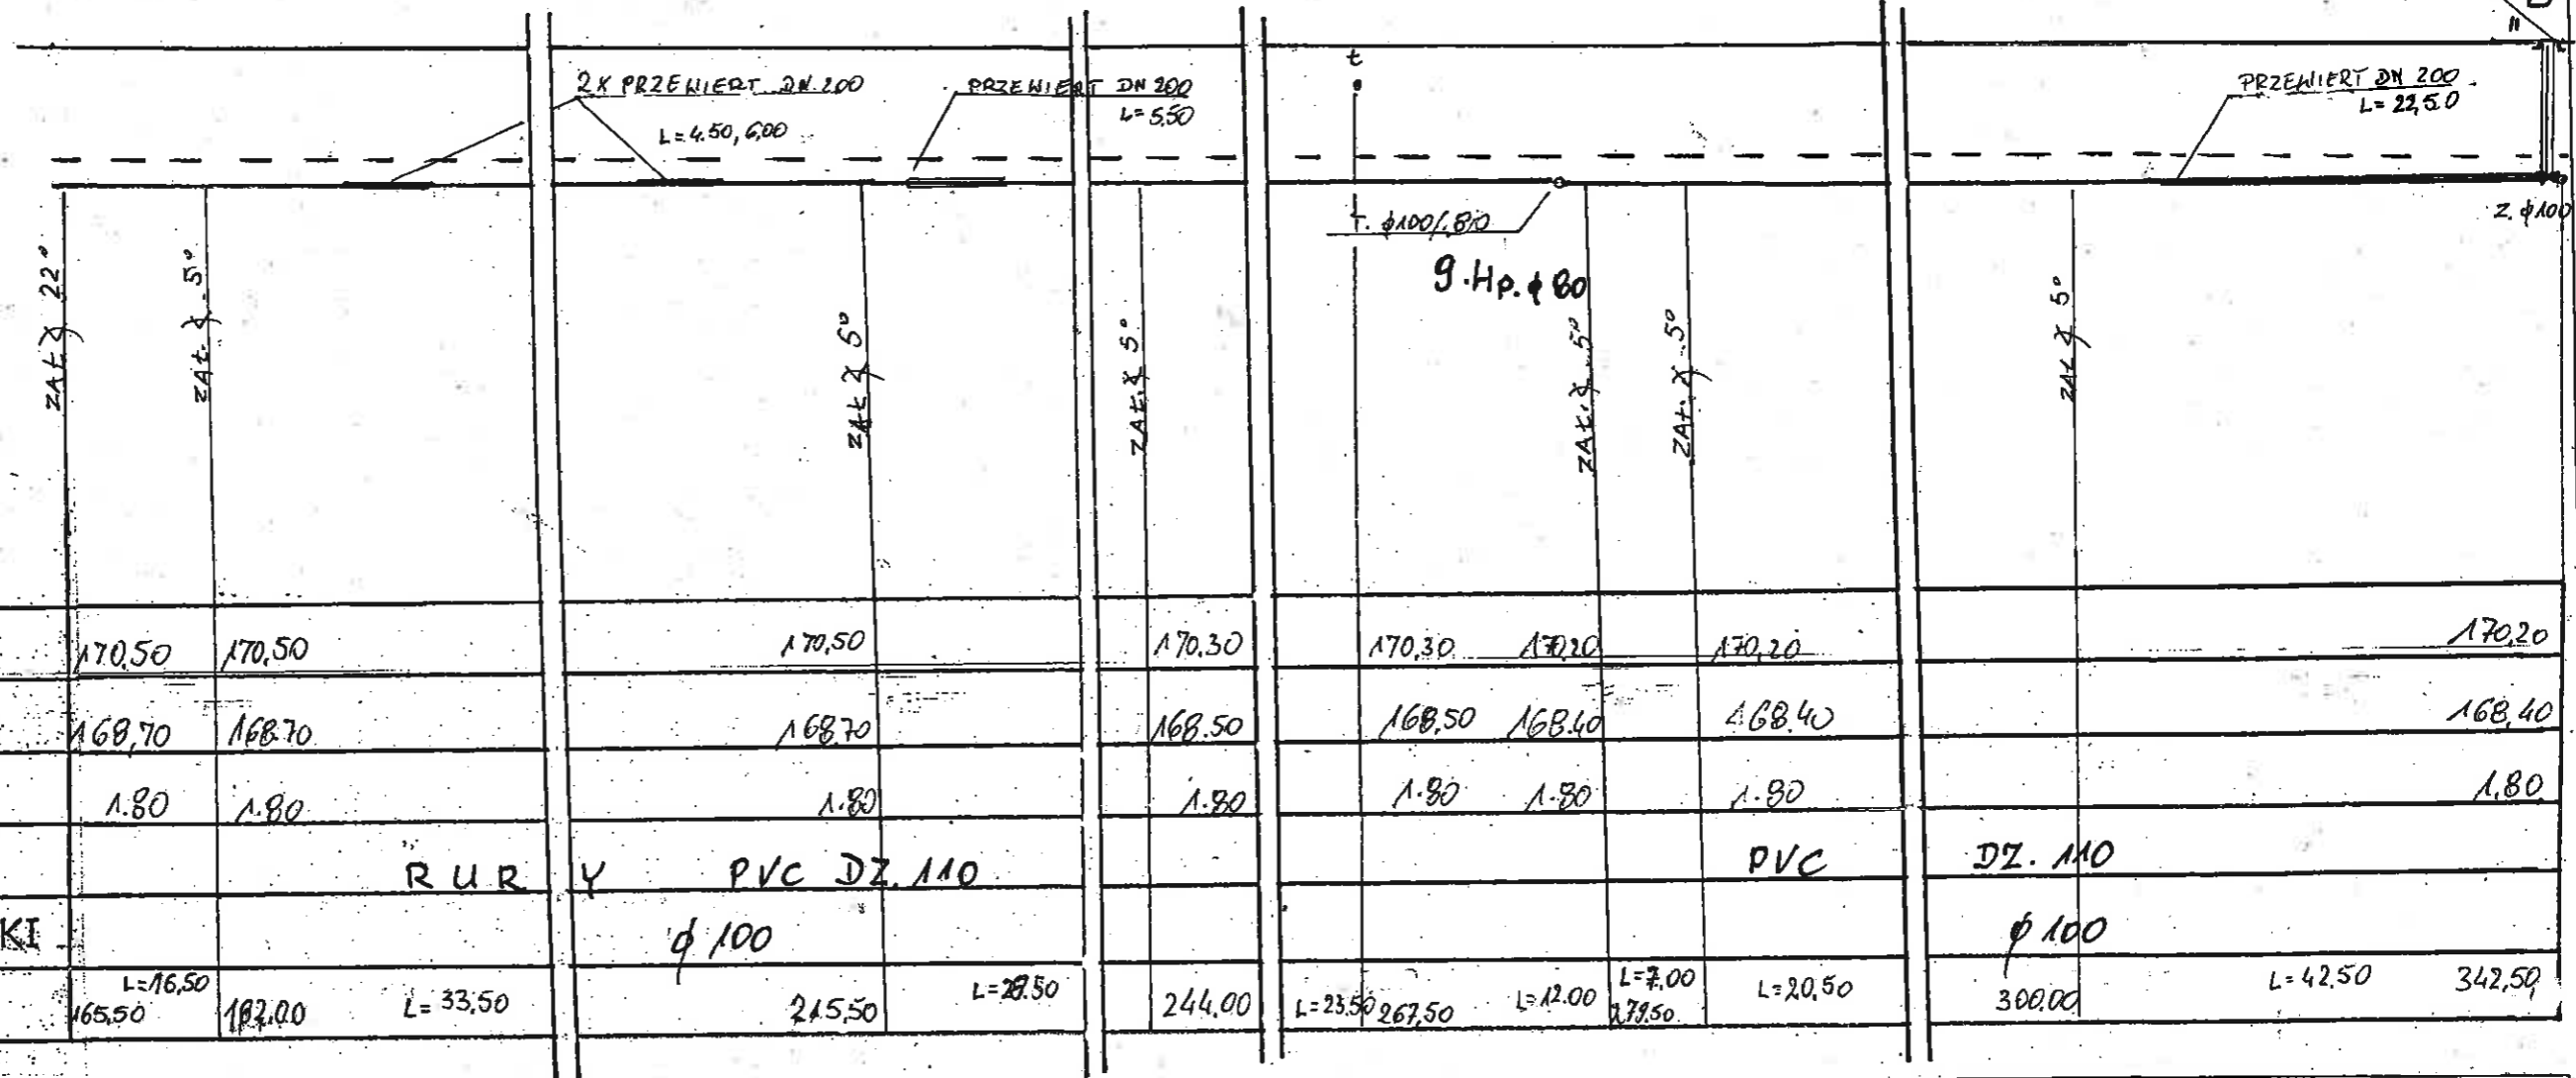 2X PRZEWIERT DN.200
L=4.50, 6,00
PRZEWIERT DN 200
L=5,50
t
PRZEWIERT DN 200
L=22,50
Z. φ100
T. φ100/80
9.Hp.φ80
ZAŁ ∢ 22°
ZAŁ. ∢ 5°
ZAŁ ∢ 5°
ZAŁ. ∢ 5°
ZAŁ. ∢ 5°
ZAŁ. ∢ 5°
ZAŁ ∢ 5°
170,50 170,50 170,50 170.30 170,30 170,20 170,20 170,20
168,70 168.70 168.70 168.50 168,50 168.40 168.40 168,40
1.80 1.80 1.80 1.80 1.80 1.80 1.80 1,80
RURY PVC DZ.110 PVC DZ.110
KI φ100 φ100
L=16,50 L=33,50 L=28.50 L=23.50 L=12.00 L=7,00 L=20,50 L=42,50
165,50 182,00 215,50 244.00 267,50 279.50 300.00 342,50